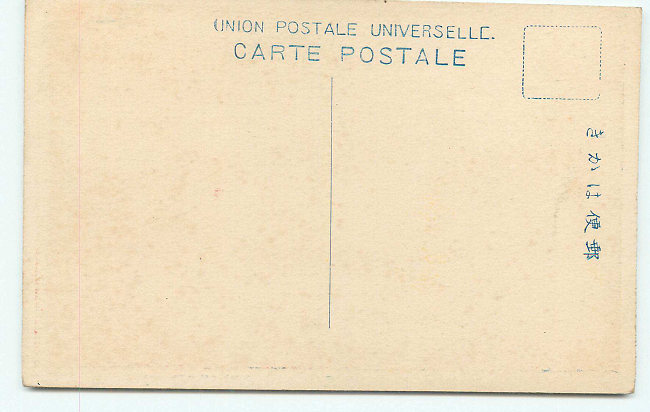 UNION POSTALE UNIVERSELLE.
CARTE POSTALE
きかは便郵